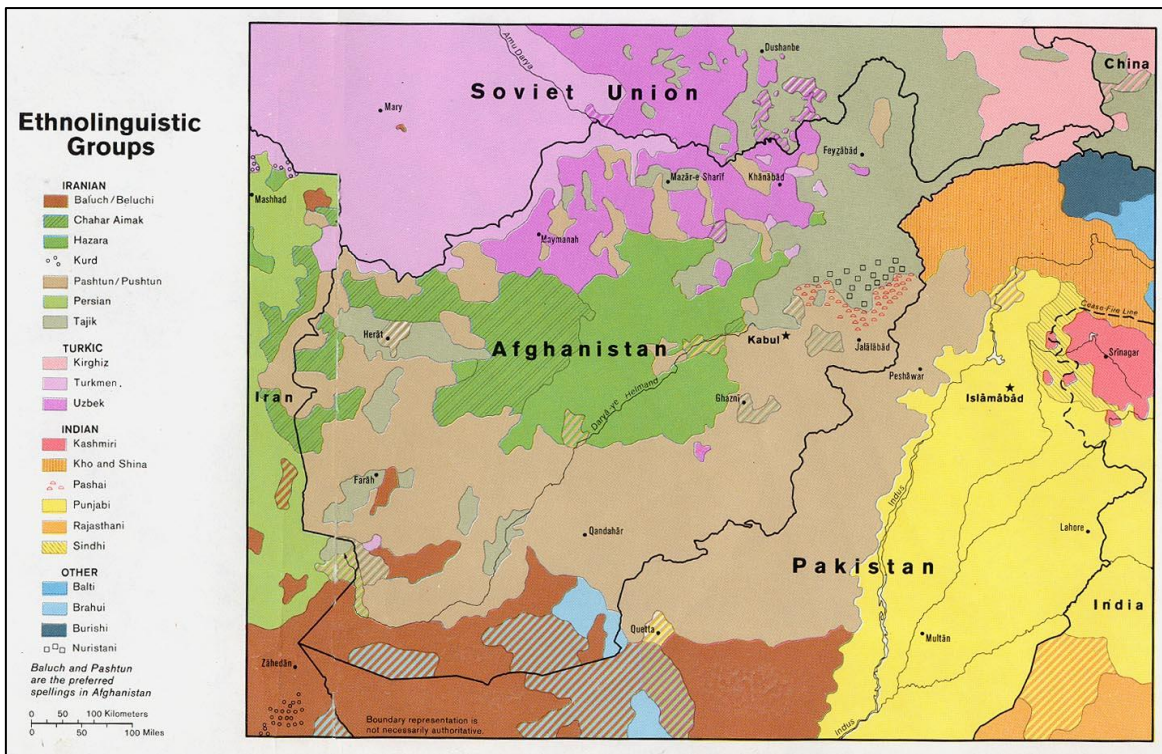 Ethnolinguistic
Groups
IRANIAN
Baluch/Beluchi
Chahar Aimak
Hazara
Kurd
Pashtun/Pushtun
Persian
Tajik
TURKIC
Kirghiz
Turkmen
Uzbek
INDIAN
Kashmiri
Kho and Shina
Pashai
Punjabi
Rajasthani
Sindhi
OTHER
Balti
Brahui
Burishi
Nuristani
Baluch and Pashtun
are the preferred
spellings in Afghanistan
0 50 100 Kilometers
0 50 100 Miles
Amu Darya
Dushanbe
China
Soviet Union
Mary
Feyẕābād
Mashhad
Mazār-e Sharīf
Khānābād
Maymanah
Cease-Fire Line
Herāt
Afghanistan
Kabul
Jalālābād
Srīnagar
Peshāwar
Iran
Islāmābād
Daryā-ye Helmand
Ghaznī
Farāh
Indus
Qandahār
Lahore
Pakistan
India
Quetta
Multān
Zāhedān
Boundary representation is
not necessarily authoritative.
Indus